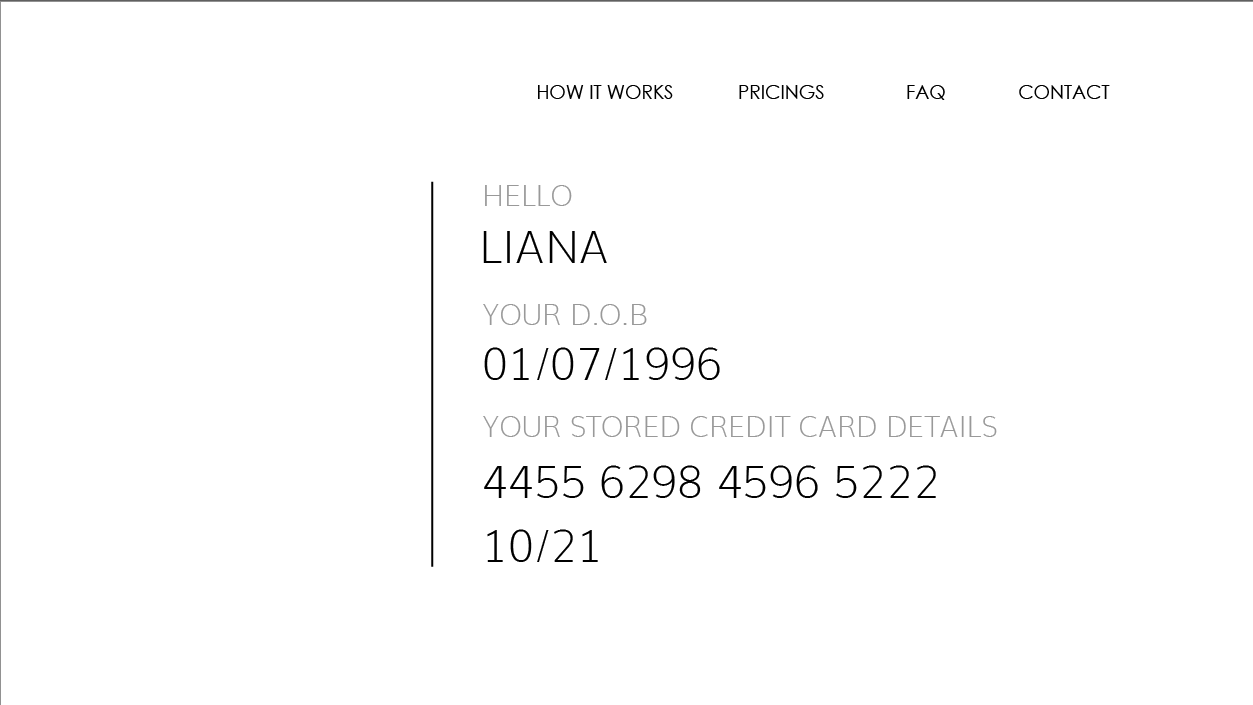 HOW IT WORKS PRICINGS FAQ CONTACT
HELLO
LIANA
YOUR D.O.B
01/07/1996
YOUR STORED CREDIT CARD DETAILS
4455 6298 4596 5222
10/21